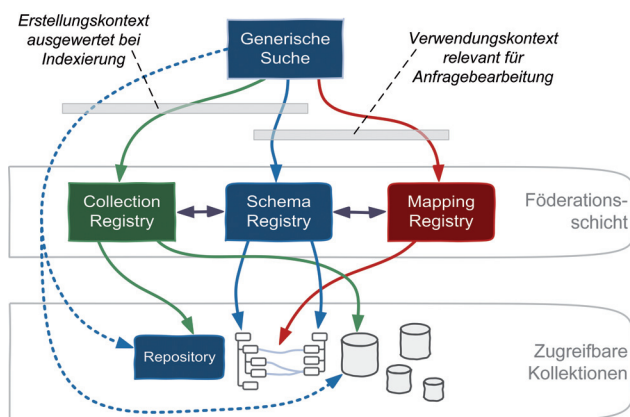 Erstellungskontext
ausgewertet bei
Indexierung
Generische
Suche
Verwendungskontext
relevant für
Anfragebearbeitung
Collection
Registry
Schema
Registry
Mapping
Registry
Föderations-
schicht
Repository
Zugreifbare
Kollektionen